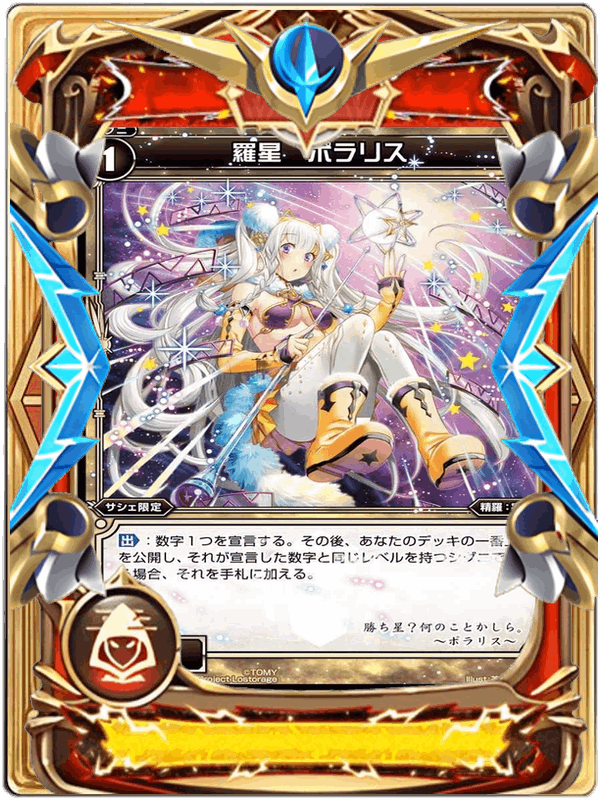 1
羅星 ポラリス
サシェ限定
精羅:
出:数字1つを宣言する。その後、あなたのデッキの一番
を公開し、それが宣言した数字と同じレベルを持つシグニで
場合、それを手札に加える。
勝ち星?何のことかしら。
~ポラリス~
©TOMY
roject Lostorage
Illust: